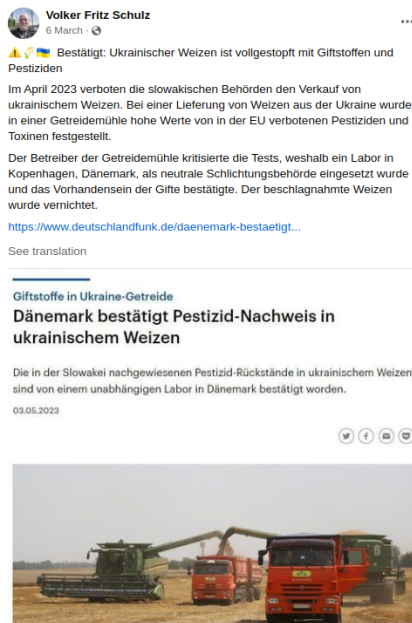 Volker Fritz Schulz
6 March ·
⚠️🌾🇺🇦 Bestätigt: Ukrainischer Weizen ist vollgestopft mit Giftstoffen und
Pestiziden
Im April 2023 verboten die slowakischen Behörden den Verkauf von
ukrainischem Weizen. Bei einer Lieferung von Weizen aus der Ukraine wurde
in einer Getreidemühle hohe Werte von in der EU verbotenen Pestiziden und
Toxinen festgestellt.
Der Betreiber der Getreidemühle kritisierte die Tests, weshalb ein Labor in
Kopenhagen, Dänemark, als neutrale Schlichtungsbehörde eingesetzt wurde
und das Vorhandensein der Gifte bestätigte. Der beschlagnahmte Weizen
wurde vernichtet.
https://www.deutschlandfunk.de/daenemark-bestaetigt...
See translation
Giftstoffe in Ukraine-Getreide
Dänemark bestätigt Pestizid-Nachweis in
ukrainischem Weizen
Die in der Slowakei nachgewiesenen Pestizid-Rückstände in ukrainischem Weizen
sind von einem unabhängigen Labor in Dänemark bestätigt worden.
03.05.2023